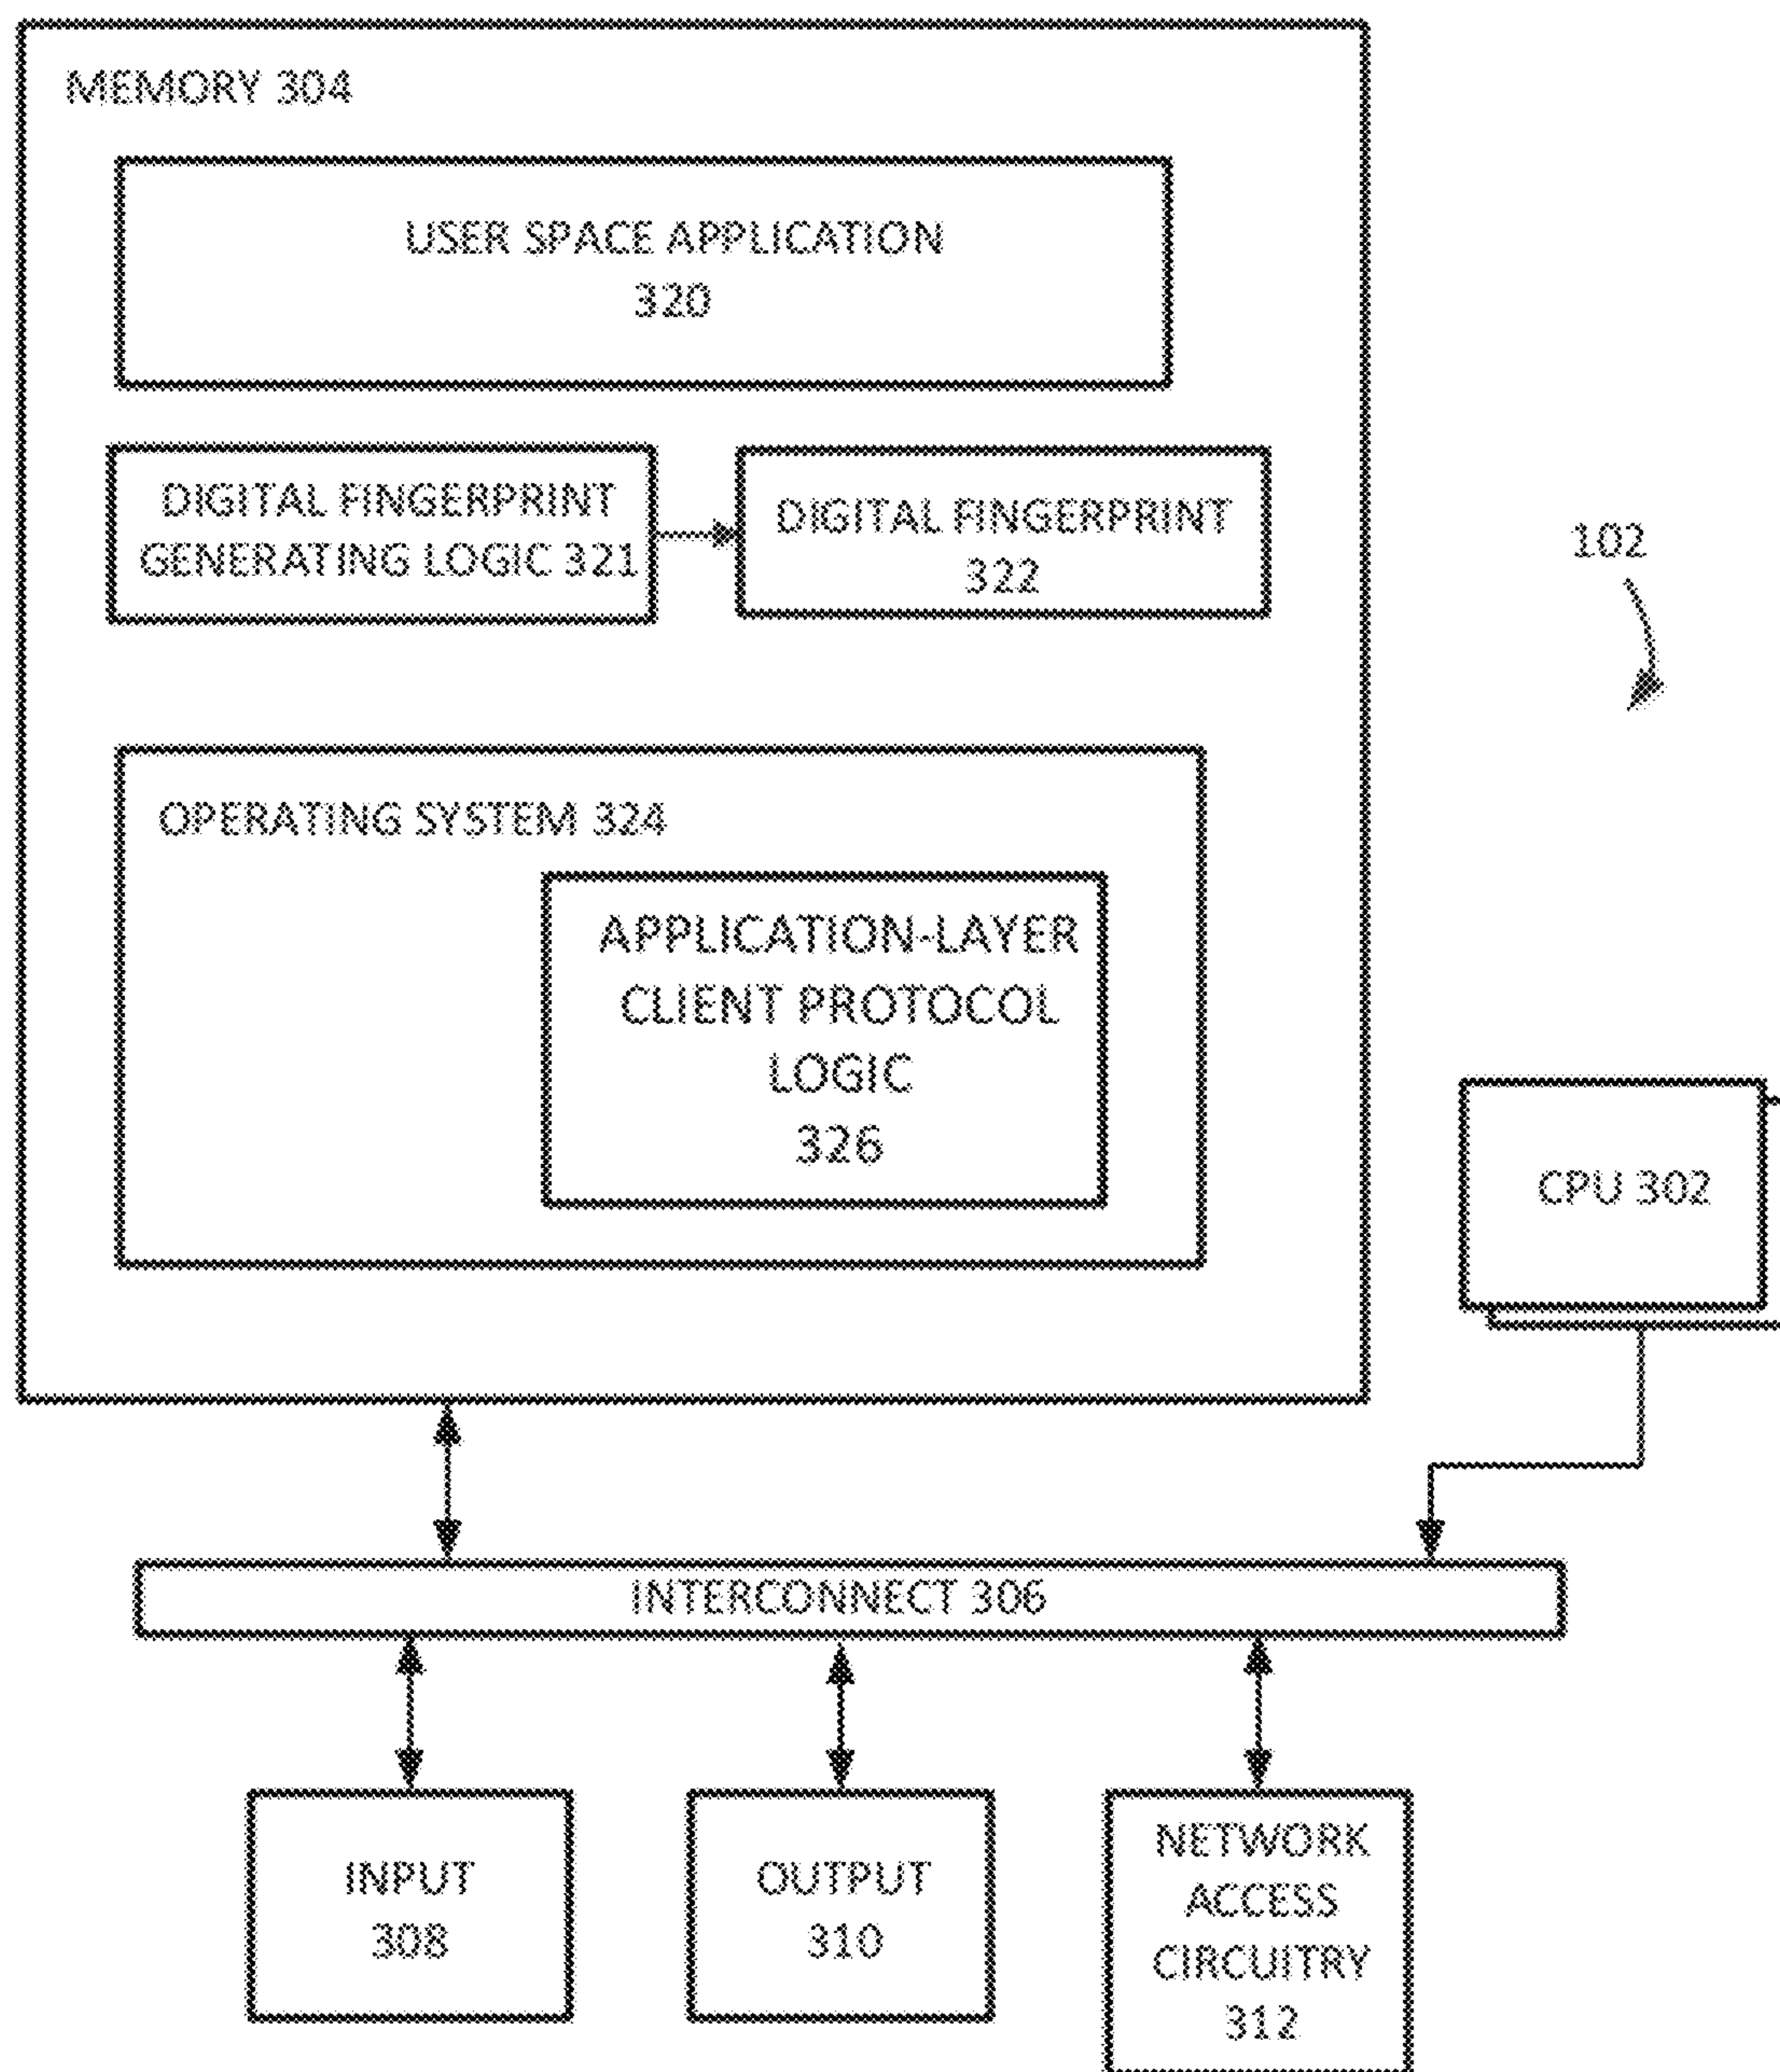 MEMORY 304
USER SPACE APPLICATION
320
DIGITAL FINGERPRINT
GENERATING LOGIC 321
DIGITAL FINGERPRINT
322
102
OPERATING SYSTEM 324
APPLICATION-LAYER
CLIENT PROTOCOL
LOGIC
326
CPU 302
INTERCONNECT 306
INPUT
308
OUTPUT
310
NETWORK
ACCESS
CIRCUITRY
312